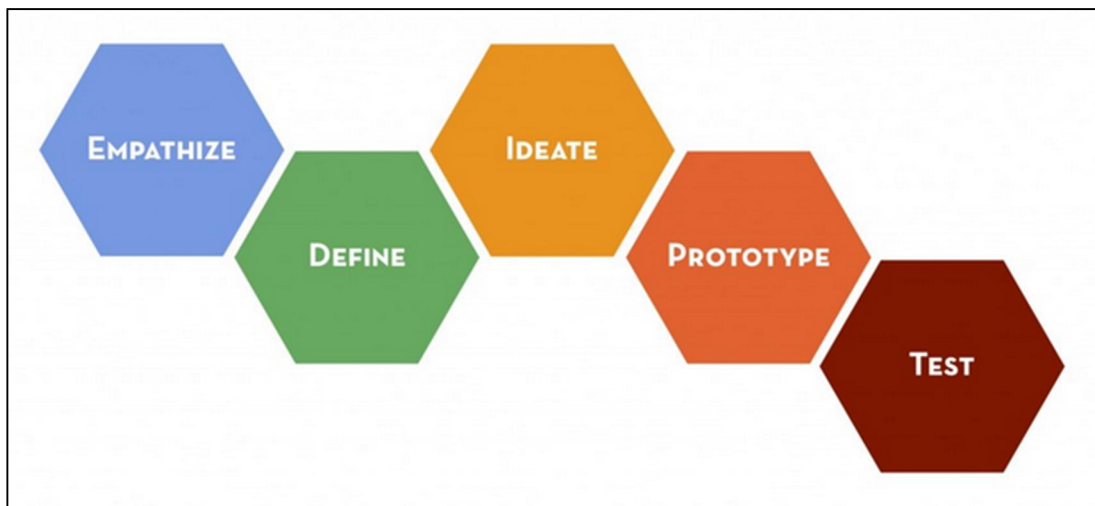 EMPATHIZE
DEFINE
IDEATE
PROTOTYPE
TEST